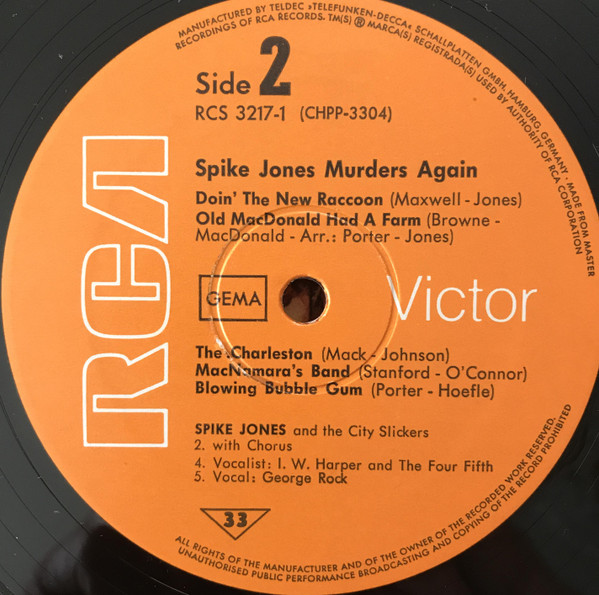 MANUFACTURED BY TELDEC »TELEFUNKEN-DECCA« SCHALLPLATTEN GMBH, HAMBURG, GERMANY · MADE FROM MASTER
RECORDINGS OF RCA RECORDS. TM(S) ® MARCA(S) REGISTRADA(S) USED BY AUTHORITY OF RCA CORPORATION
Side 2
RCS 3217-1 (CHPP-3304)
RCA
Spike Jones Murders Again
Doin' The New Raccoon (Maxwell - Jones)
Old MacDonald Had A Farm (Browne -
MacDonald - Arr.: Porter - Jones)
GEMA
Victor
The Charleston (Mack - Johnson)
MacNamara's Band (Stanford - O'Connor)
Blowing Bubble Gum (Porter - Hoefle)
SPIKE JONES and the City Slickers
2. with Chorus
4. Vocalist: I. W. Harper and The Four Fifth
5. Vocal: George Rock
33
ALL RIGHTS OF THE MANUFACTURER AND OF THE OWNER OF THE RECORDED WORK RESERVED.
UNAUTHORISED PUBLIC PERFORMANCE BROADCASTING AND COPYING OF THE RECORD PROHIBITED